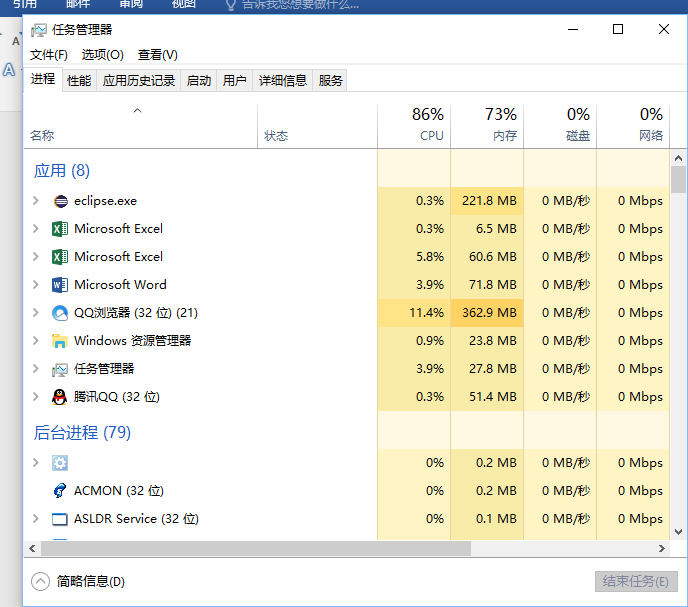 引用 邮件 审阅 视图 告诉我您想要做什么...
A
A
任务管理器
文件(F) 选项(O) 查看(V)
进程 性能 应用历史记录 启动 用户 详细信息 服务
86% 73% 0% 0%
名称 状态 CPU 内存 磁盘 网络
应用 (8)
eclipse.exe 0.3% 221.8 MB 0 MB/秒 0 Mbps
Microsoft Excel 0.3% 6.5 MB 0 MB/秒 0 Mbps
Microsoft Excel 5.8% 60.6 MB 0 MB/秒 0 Mbps
Microsoft Word 3.9% 71.8 MB 0 MB/秒 0 Mbps
QQ浏览器 (32 位) (21) 11.4% 362.9 MB 0 MB/秒 0 Mbps
Windows 资源管理器 0.9% 23.8 MB 0 MB/秒 0 Mbps
任务管理器 3.9% 27.8 MB 0 MB/秒 0 Mbps
腾讯QQ (32 位) 0.3% 51.4 MB 0 MB/秒 0 Mbps
后台进程 (79)
0% 0.2 MB 0 MB/秒 0 Mbps
ACMON (32 位) 0% 0.2 MB 0 MB/秒 0 Mbps
ASLDR Service (32 位) 0% 0.1 MB 0 MB/秒 0 Mbps
简略信息(D) 结束任务(E)